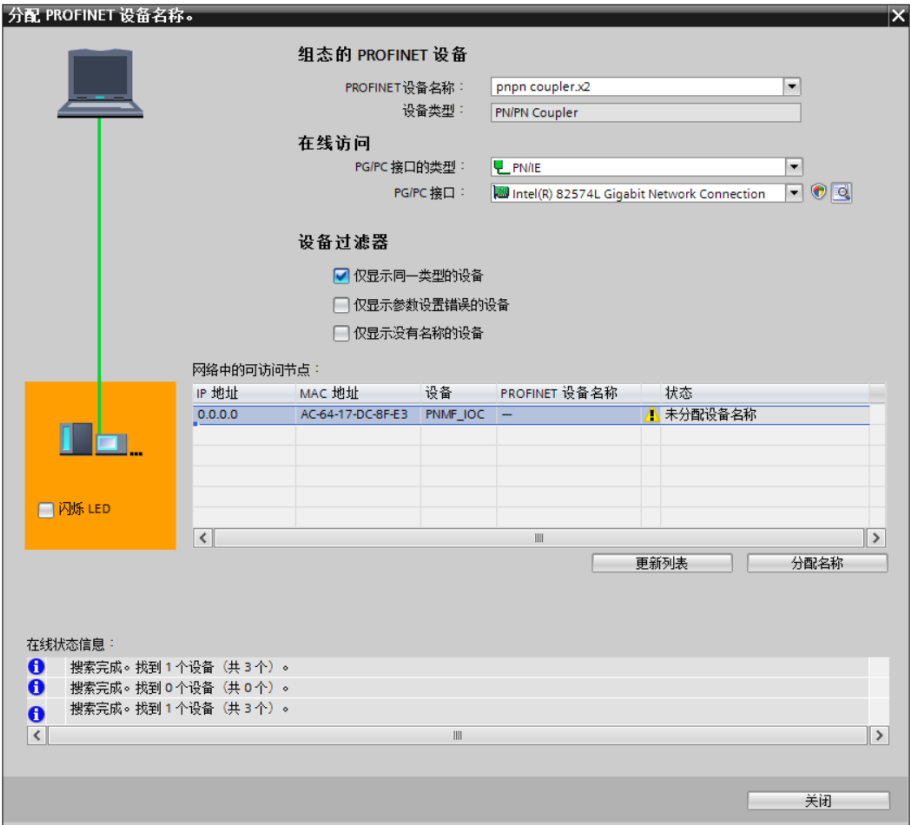 分配 PROFINET 设备名称。
组态的 PROFINET 设备
PROFINET设备名称： pnpn coupler.x2
设备类型： PN/PN Coupler
在线访问
PG/PC 接口的类型： PN/IE
PG/PC 接口： Intel(R) 82574L Gigabit Network Connection
设备过滤器
仅显示同一类型的设备
仅显示参数设置错误的设备
仅显示没有名称的设备
网络中的可访问节点：
IP 地址 MAC 地址 设备 PROFINET 设备名称 状态
0.0.0.0 AC-64-17-DC-8F-E3 PNMF_IOC — 未分配设备名称
闪烁 LED
更新列表 分配名称
在线状态信息：
搜索完成。找到 1 个设备（共 3 个）。
搜索完成。找到 0 个设备（共 0 个）。
搜索完成。找到 1 个设备（共 3 个）。
关闭